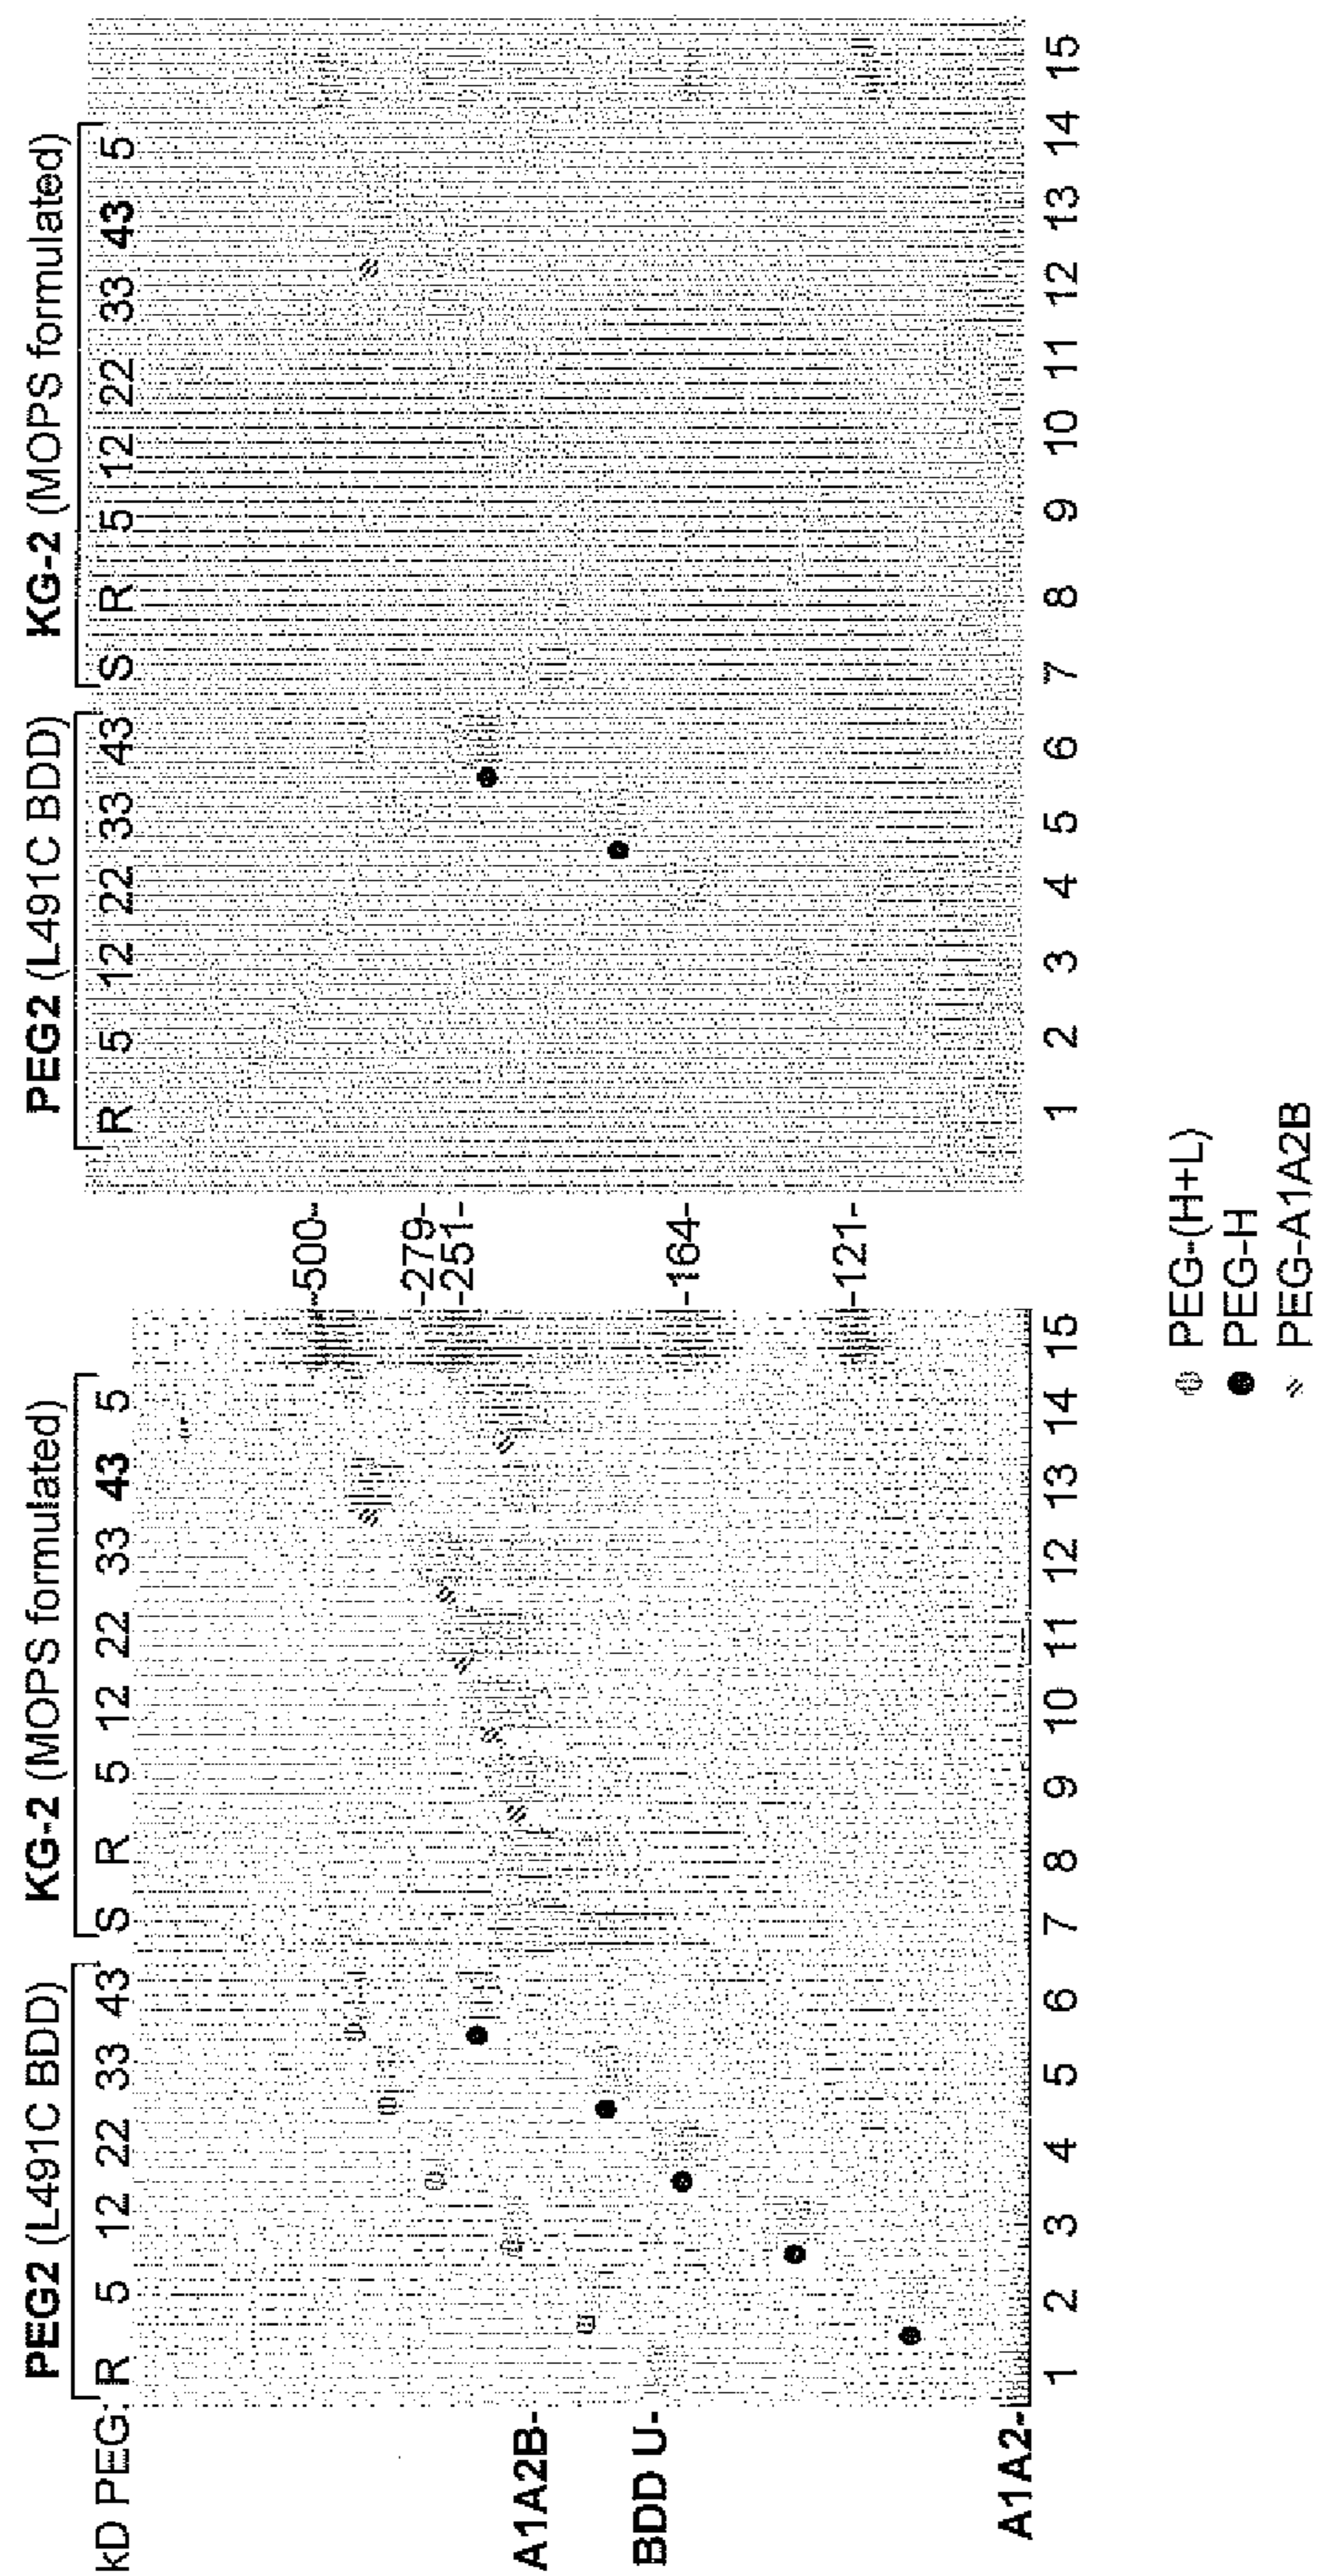 PEG2 (L491C BDD) KG-2 (MOPS formulated)
kD PEG: R 5 12 22 33 43 S R 5 12 22 33 43 5
A1A2B-
BDD U-
A1A2-
1 2 3 4 5 6 7 8 9 10 11 12 13 14 15
-500-
-279-
-251-
-164-
-121-
PEG2 (L491C BDD) KG-2 (MOPS formulated)
R 5 12 22 33 43 S R 5 12 22 33 43 5
1 2 3 4 5 6 7 8 9 10 11 12 13 14 15
PEG-(H+L)
PEG-H
PEG-A1A2B